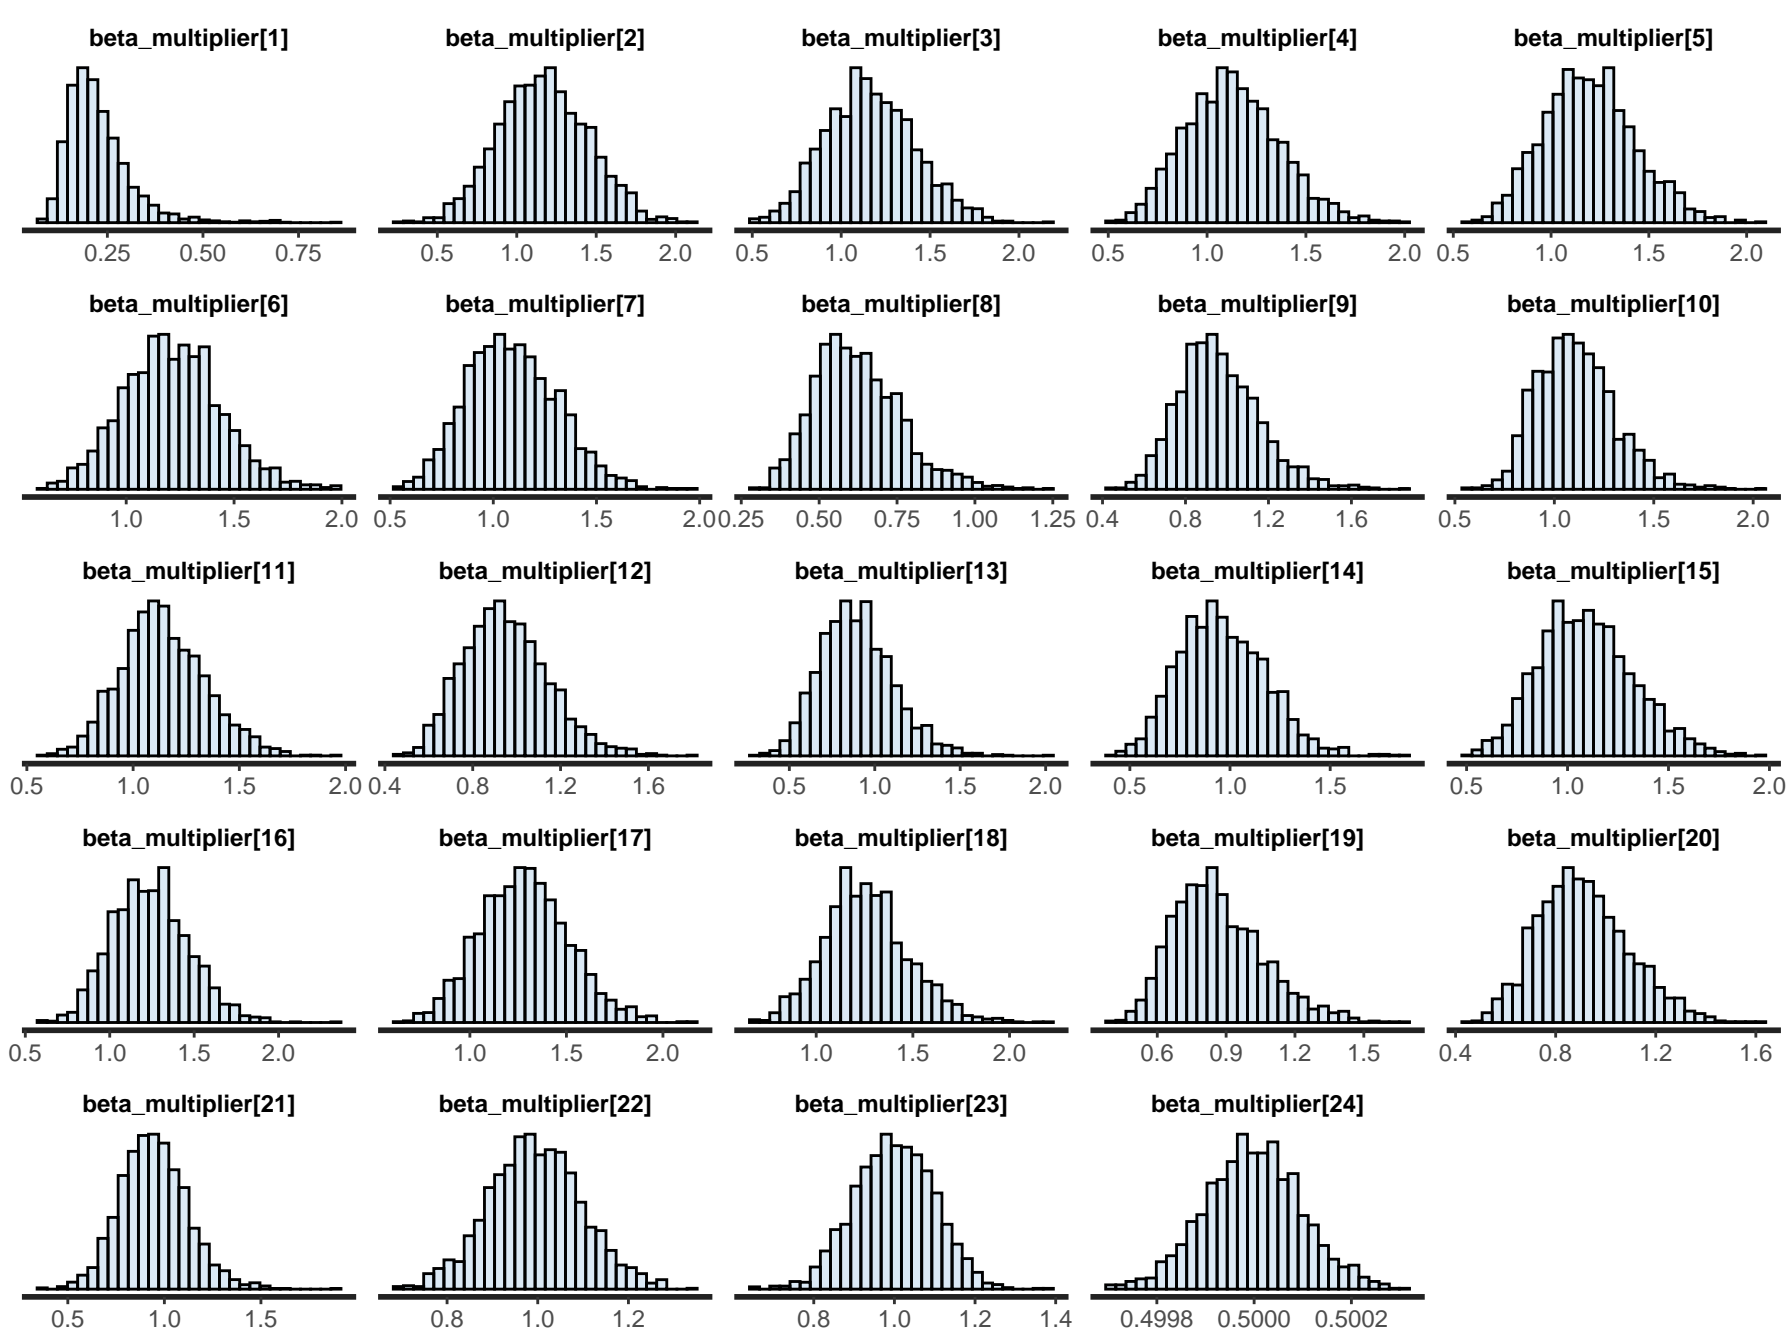 beta_multiplier[1] beta_multiplier[2] beta_multiplier[3] beta_multiplier[4] beta_multiplier[5]
0.25 0.50 0.75 0.5 1.0 1.5 2.0 0.5 1.0 1.5 2.0 0.5 1.0 1.5 2.0 0.5 1.0 1.5 2.0
beta_multiplier[6] beta_multiplier[7] beta_multiplier[8] beta_multiplier[9] beta_multiplier[10]
1.0 1.5 2.0 0.5 1.0 1.5 2.0 0.25 0.50 0.75 1.00 1.25 0.4 0.8 1.2 1.6 0.5 1.0 1.5 2.0
beta_multiplier[11] beta_multiplier[12] beta_multiplier[13] beta_multiplier[14] beta_multiplier[15]
0.5 1.0 1.5 2.0 0.4 0.8 1.2 1.6 0.5 1.0 1.5 2.0 0.5 1.0 1.5 0.5 1.0 1.5 2.0
beta_multiplier[16] beta_multiplier[17] beta_multiplier[18] beta_multiplier[19] beta_multiplier[20]
0.5 1.0 1.5 2.0 1.0 1.5 2.0 1.0 1.5 2.0 0.6 0.9 1.2 1.5 0.4 0.8 1.2 1.6
beta_multiplier[21] beta_multiplier[22] beta_multiplier[23] beta_multiplier[24]
0.5 1.0 1.5 0.8 1.0 1.2 0.8 1.0 1.2 1.4 0.4998 0.5000 0.5002